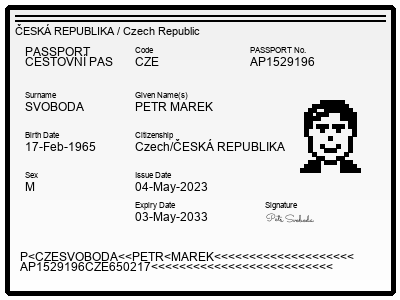 ČESKÁ REPUBLIKA / Czech Republic
PASSPORT
CESTOVNÍ PAS
Code
CZE
PASSPORT No.
AP1529196
Surname
SVOBODA
Given Name(s)
PETR MAREK
Birth Date
17-Feb-1965
Citizenship
Czech/ČESKÁ REPUBLIKA
Sex
M
Issue Date
04-May-2023
Expiry Date
03-May-2033
Signature
Petr Svoboda
P<CZESVOBODA<<PETR<MAREK<<<<<<<<<<<<<<<<<<<<
AP1529196CZE650217<<<<<<<<<<<<<<<<<<<<<<<<<<